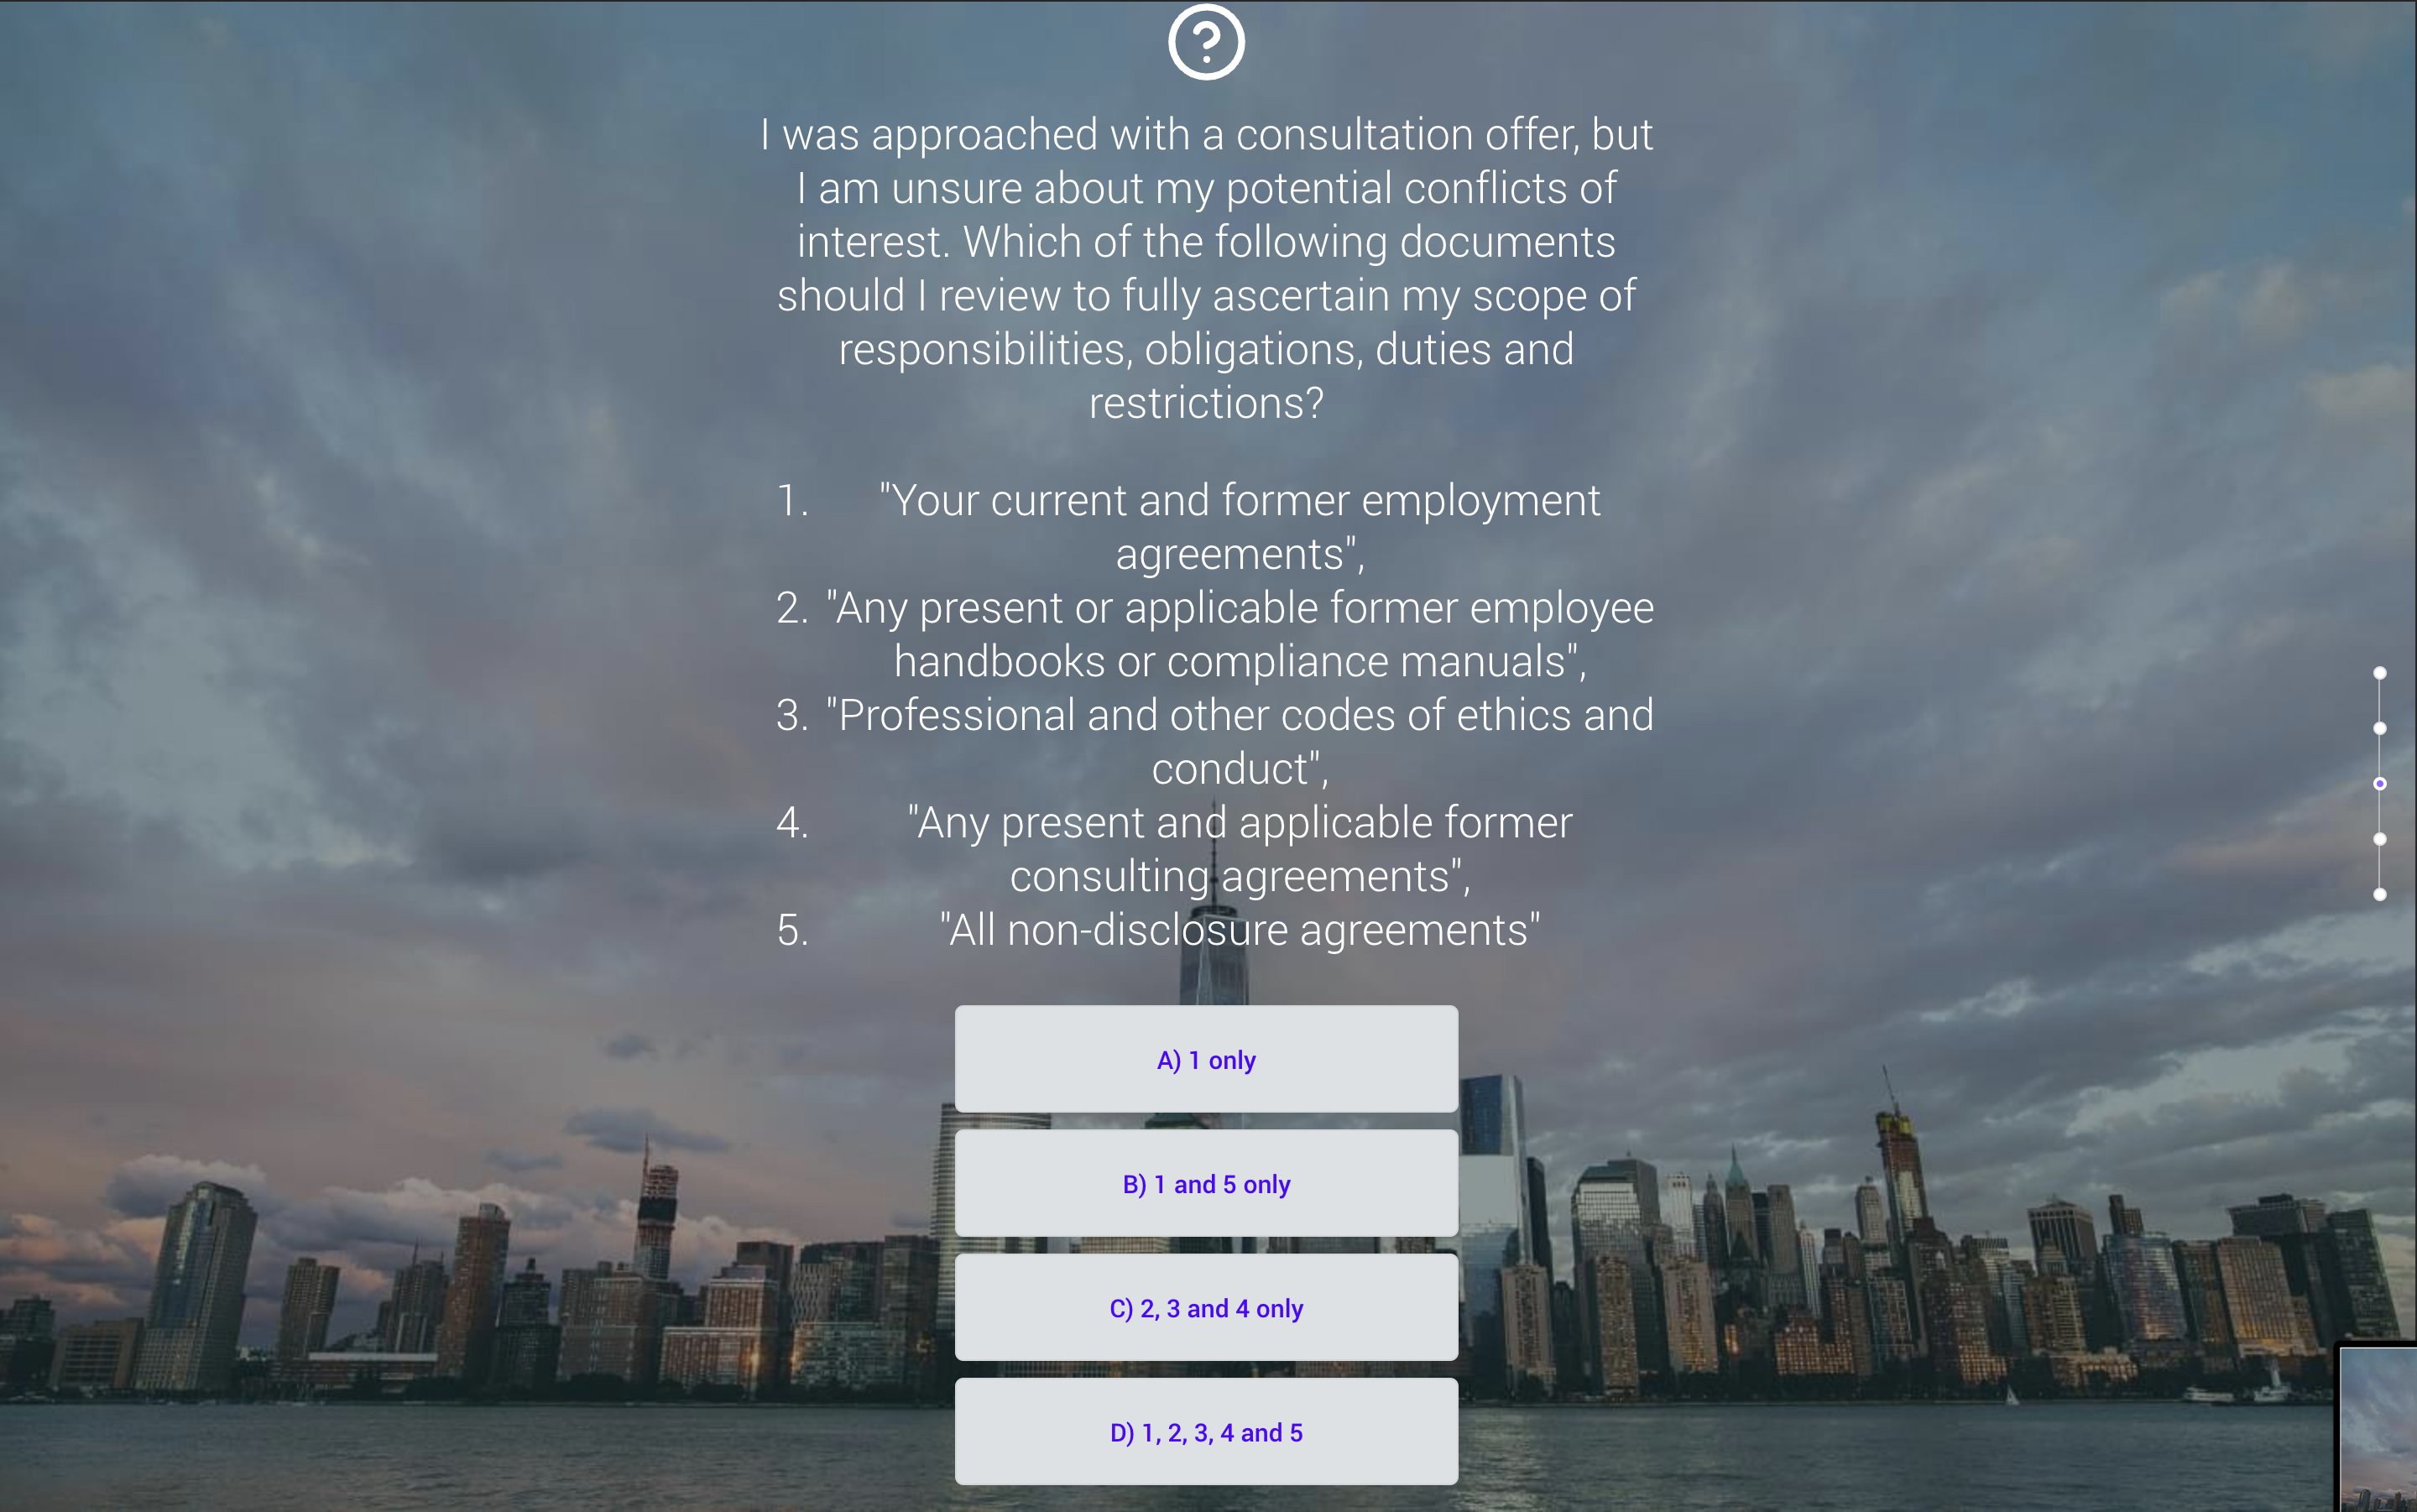 ?
I was approached with a consultation offer, but
I am unsure about my potential conflicts of
interest. Which of the following documents
should I review to fully ascertain my scope of
responsibilities, obligations, duties and
restrictions?
1. "Your current and former employment
agreements",
2. "Any present or applicable former employee
handbooks or compliance manuals",
3. "Professional and other codes of ethics and
conduct",
4. "Any present and applicable former
consulting agreements",
5. "All non-disclosure agreements"
A) 1 only
B) 1 and 5 only
C) 2, 3 and 4 only
D) 1, 2, 3, 4 and 5